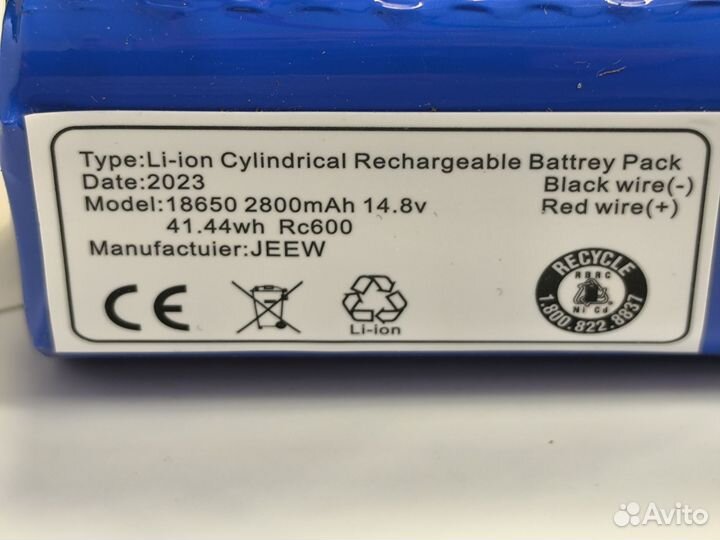 Type:Li-ion Cylindrical Rechargeable Battrey Pack
Date:2023 Black wire(-)
Model:18650 2800mAh 14.8v Red wire(+)
41.44wh Rc600
Manufactuier:JEEW
CE
Li-ion
RECYCLE
RBRC
Ni Cd
1.800.822.8837
Avito